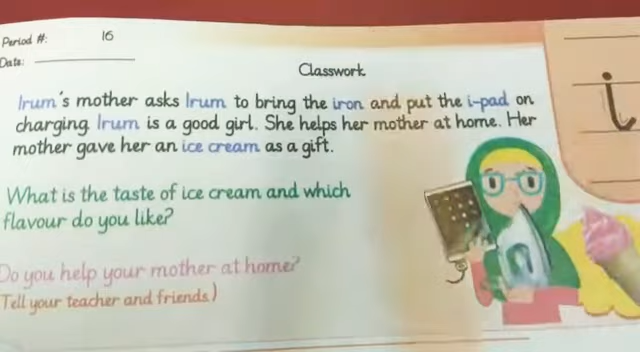 Period #: 16
Date:
Classwork
Irum's mother asks Irum to bring the iron and put the i-pad on
charging. Irum is a good girl. She helps her mother at home. Her
mother gave her an ice cream as a gift.
What is the taste of ice cream and which
flavour do you like?
Do you help your mother at home?
Tell your teacher and friends)
i